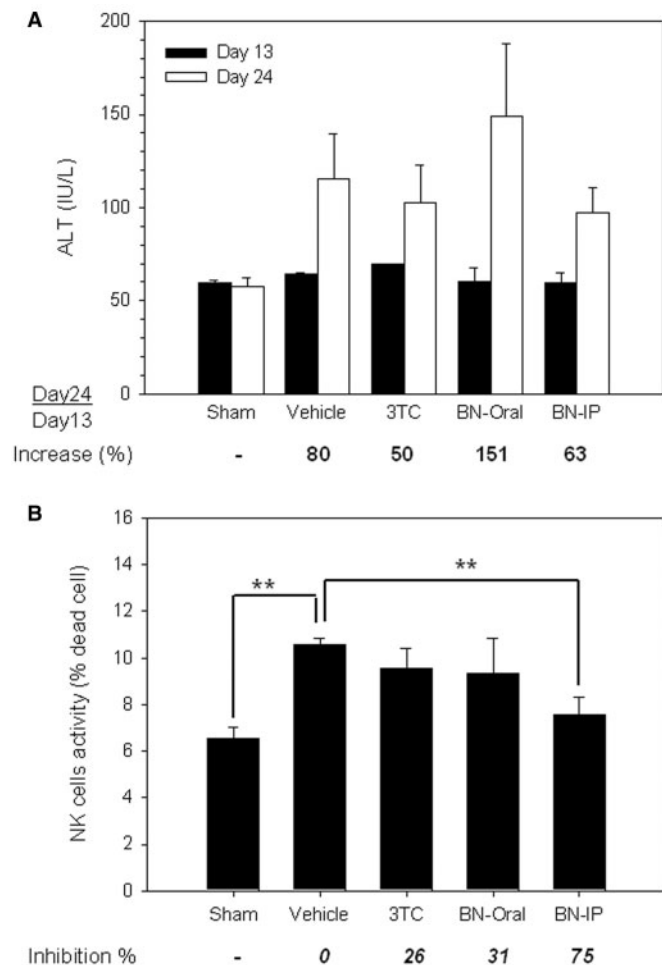 A
200
Day 13
Day 24
150
100
50
0
ALT (IU/L)
Day24
Day13
Sham Vehicle 3TC BN-Oral BN-IP
Increase (%) - 80 50 151 63
B
16
14
12
10
8
6
4
2
0
NK cells activity (% dead cell)
** **
Sham Vehicle 3TC BN-Oral BN-IP
Inhibition % - 0 26 31 75